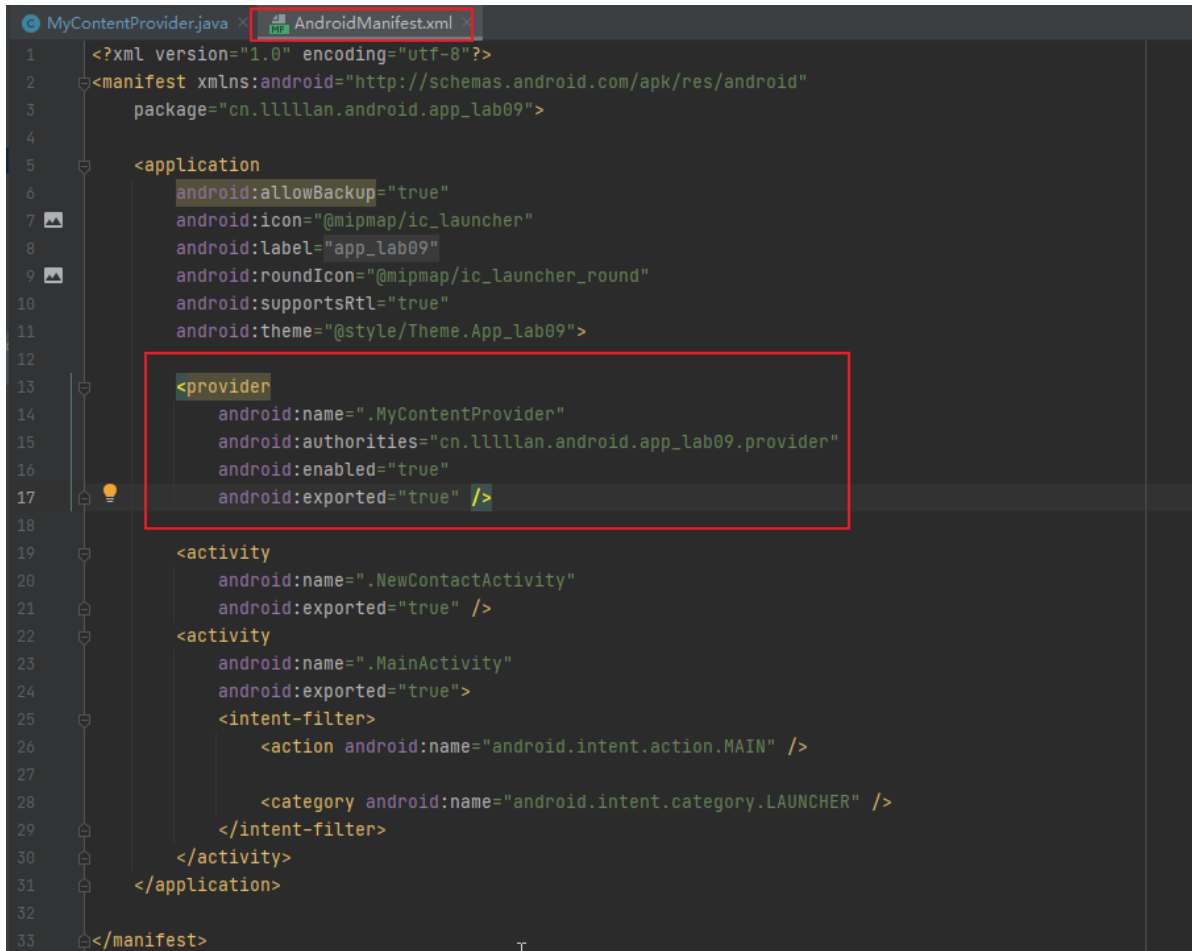 MyContentProvider.java AndroidManifest.xml
1 <?xml version="1.0" encoding="utf-8"?>
2 <manifest xmlns:android="http://schemas.android.com/apk/res/android"
3 package="cn.lllllan.android.app_lab09">
4
5 <application
6 android:allowBackup="true"
7 android:icon="@mipmap/ic_launcher"
8 android:label="app_lab09"
9 android:roundIcon="@mipmap/ic_launcher_round"
10 android:supportsRtl="true"
11 android:theme="@style/Theme.App_lab09">
12
13 <provider
14 android:name=".MyContentProvider"
15 android:authorities="cn.lllllan.android.app_lab09.provider"
16 android:enabled="true"
17 android:exported="true" />
18
19 <activity
20 android:name=".NewContactActivity"
21 android:exported="true" />
22 <activity
23 android:name=".MainActivity"
24 android:exported="true">
25 <intent-filter>
26 <action android:name="android.intent.action.MAIN" />
27
28 <category android:name="android.intent.category.LAUNCHER" />
29 </intent-filter>
30 </activity>
31 </application>
32
33 </manifest>